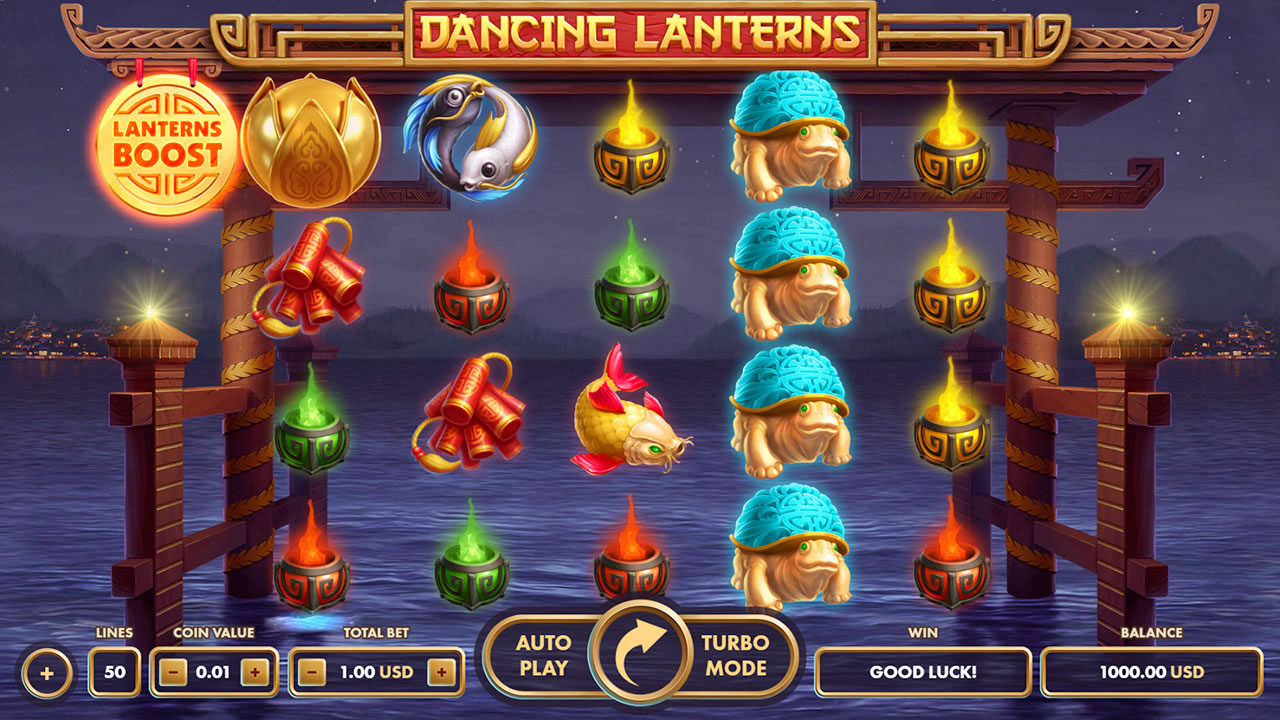 DANCING LANTERNS
LANTERNS
BOOST
LINES
COIN VALUE
TOTAL BET
AUTO
PLAY
TURBO
MODE
WIN
BALANCE
+
50
- 0.01 +
- 1.00 USD +
GOOD LUCK!
1000.00 USD